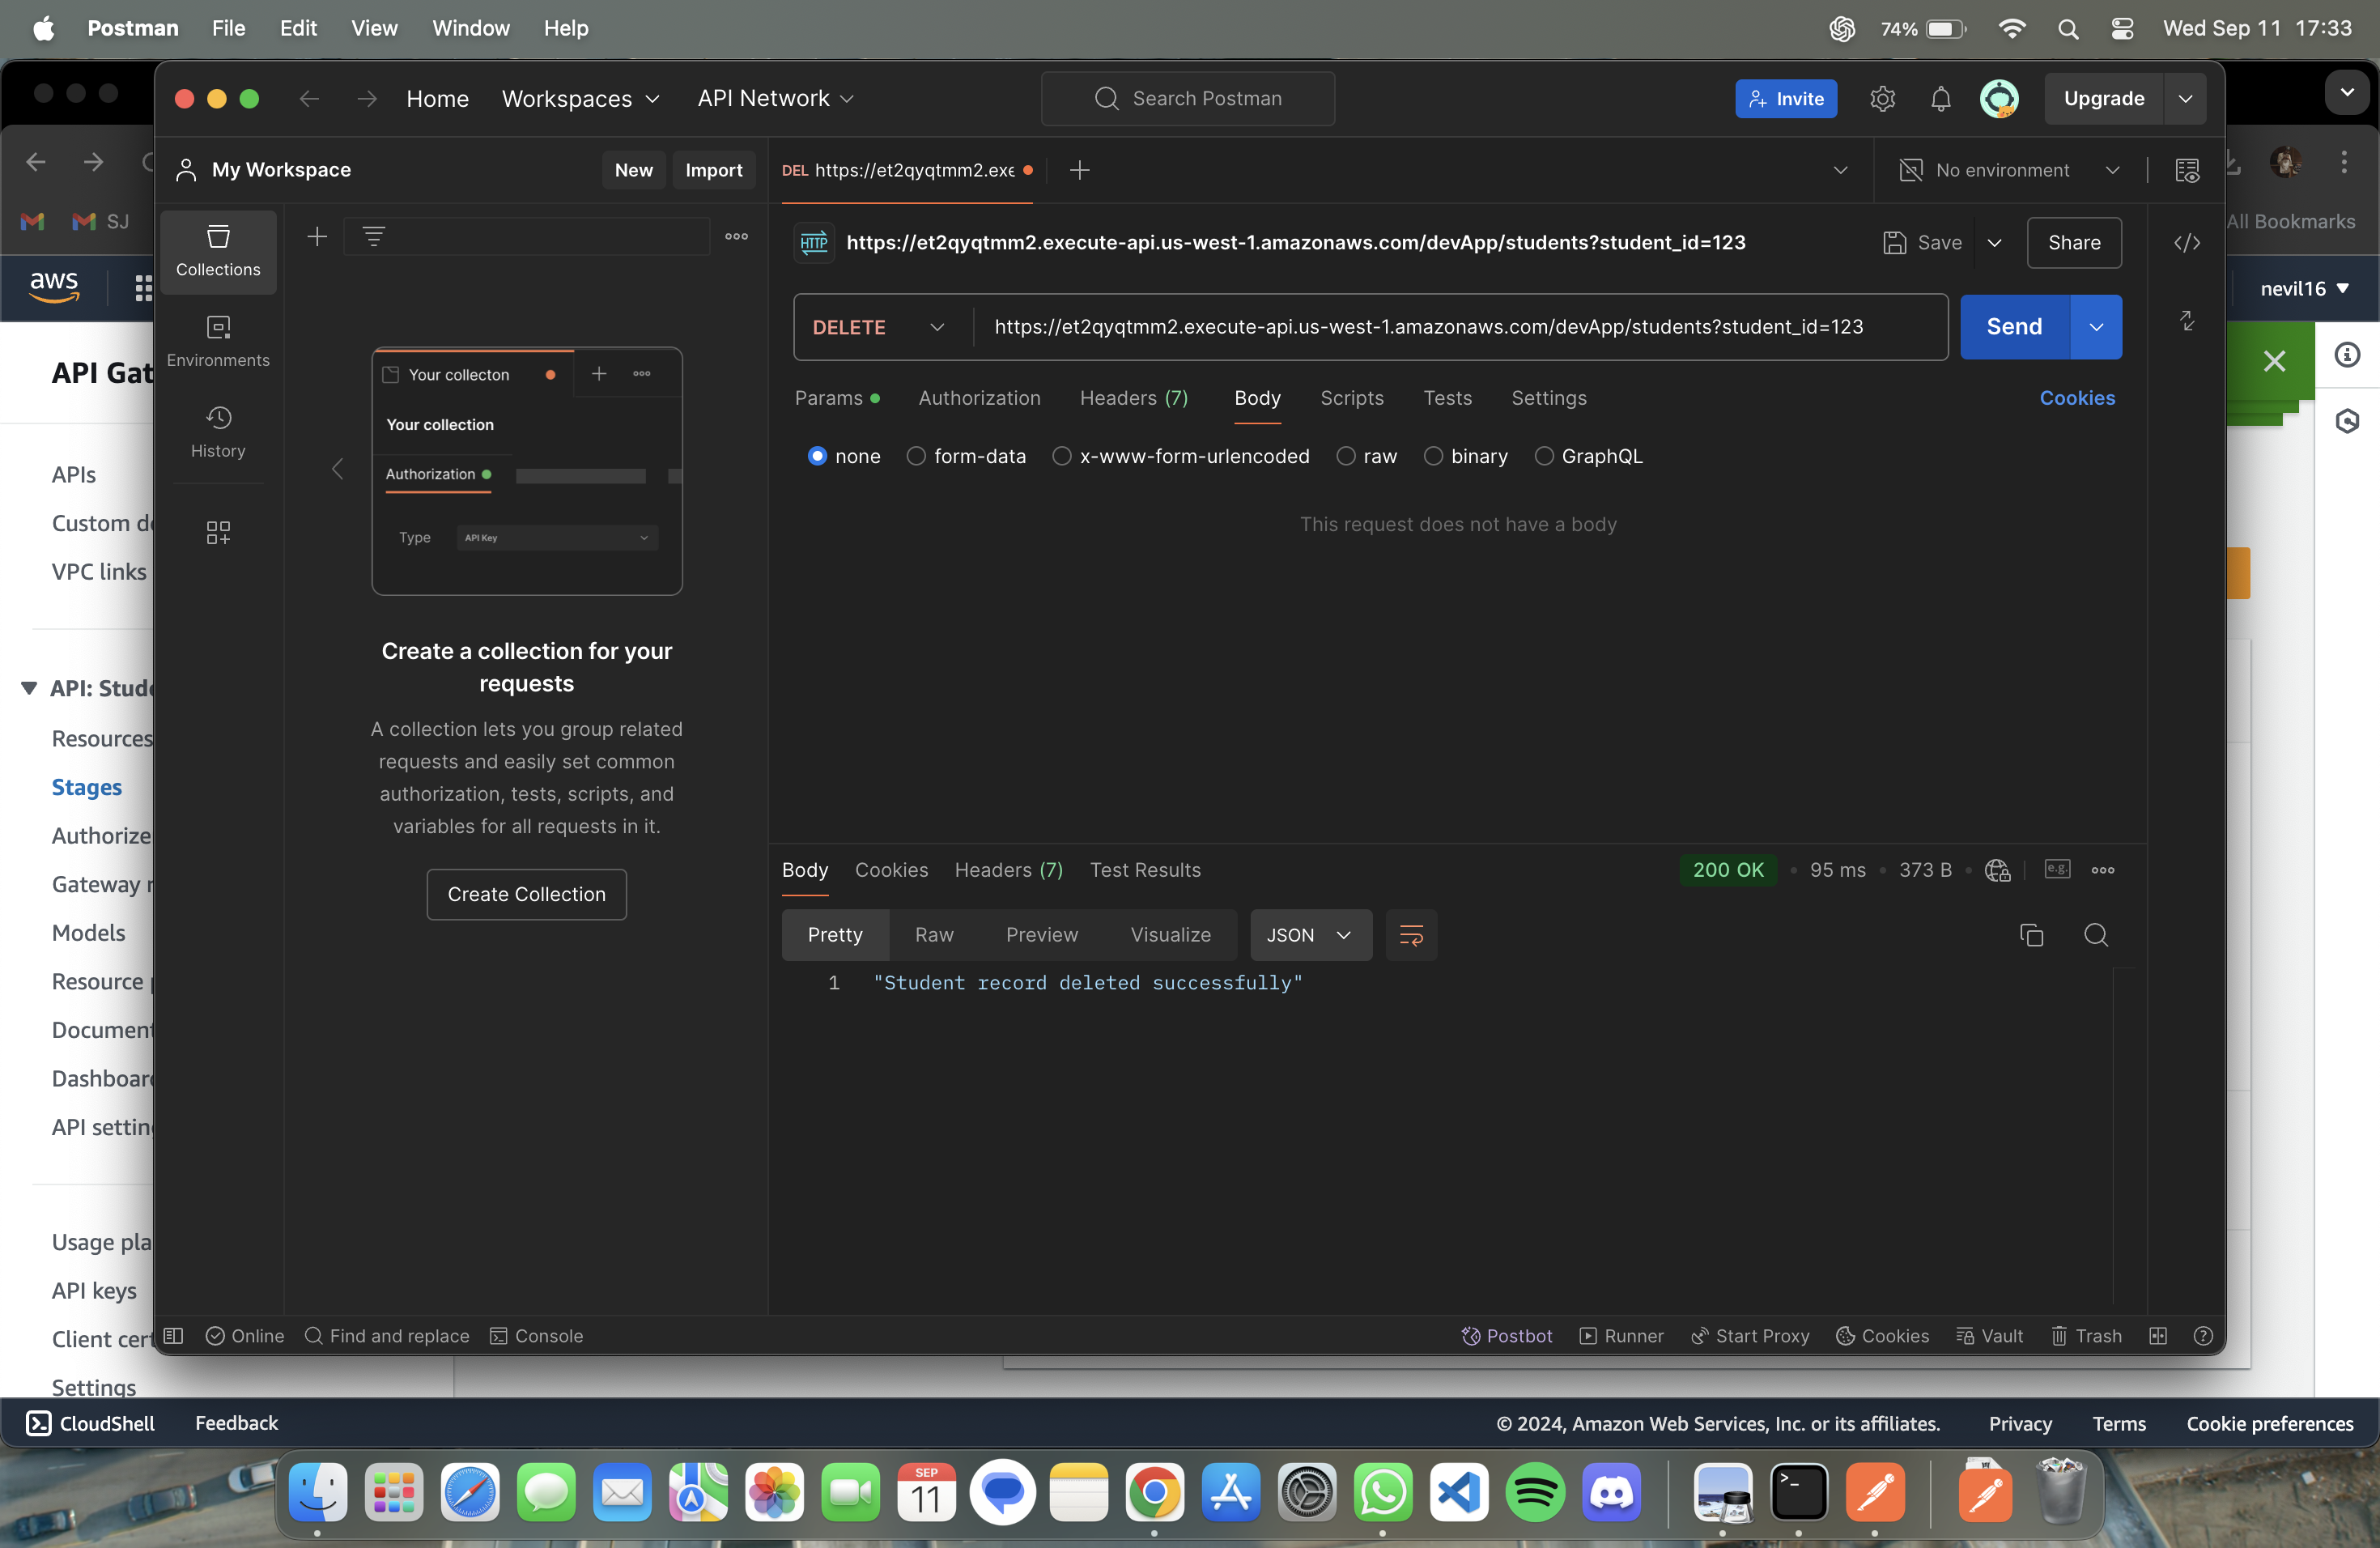 Postman File Edit View Window Help 74% Wed Sep 11 17:33
Home Workspaces API Network Search Postman Invite Upgrade
My Workspace New Import DEL https://et2qyqtmm2.exe No environment
SJ All Bookmarks
aws nevil16
Collections
HTTP https://et2qyqtmm2.execute-api.us-west-1.amazonaws.com/devApp/students?student_id=123 Save Share
Environments
DELETE https://et2qyqtmm2.execute-api.us-west-1.amazonaws.com/devApp/students?student_id=123 Send
History
Params Authorization Headers (7) Body Scripts Tests Settings Cookies
none form-data x-www-form-urlencoded raw binary GraphQL
This request does not have a body
Your collecton
Your collection
Authorization
Type API Key
Create a collection for your
requests
A collection lets you group related
requests and easily set common
authorization, tests, scripts, and
variables for all requests in it.
Create Collection
API Gat
APIs
Custom d
VPC links
API: Stud
Resources
Stages
Authorize
Gateway r
Models
Resource p
Document
Dashboard
API setting
Usage pla
API keys
Client cert
Settings
Body Cookies Headers (7) Test Results 200 OK 95 ms 373 B e.g.
Pretty Raw Preview Visualize JSON
1 "Student record deleted successfully"
Online Find and replace Console Postbot Runner Start Proxy Cookies Vault Trash
CloudShell Feedback © 2024, Amazon Web Services, Inc. or its affiliates. Privacy Terms Cookie preferences
SEP
11